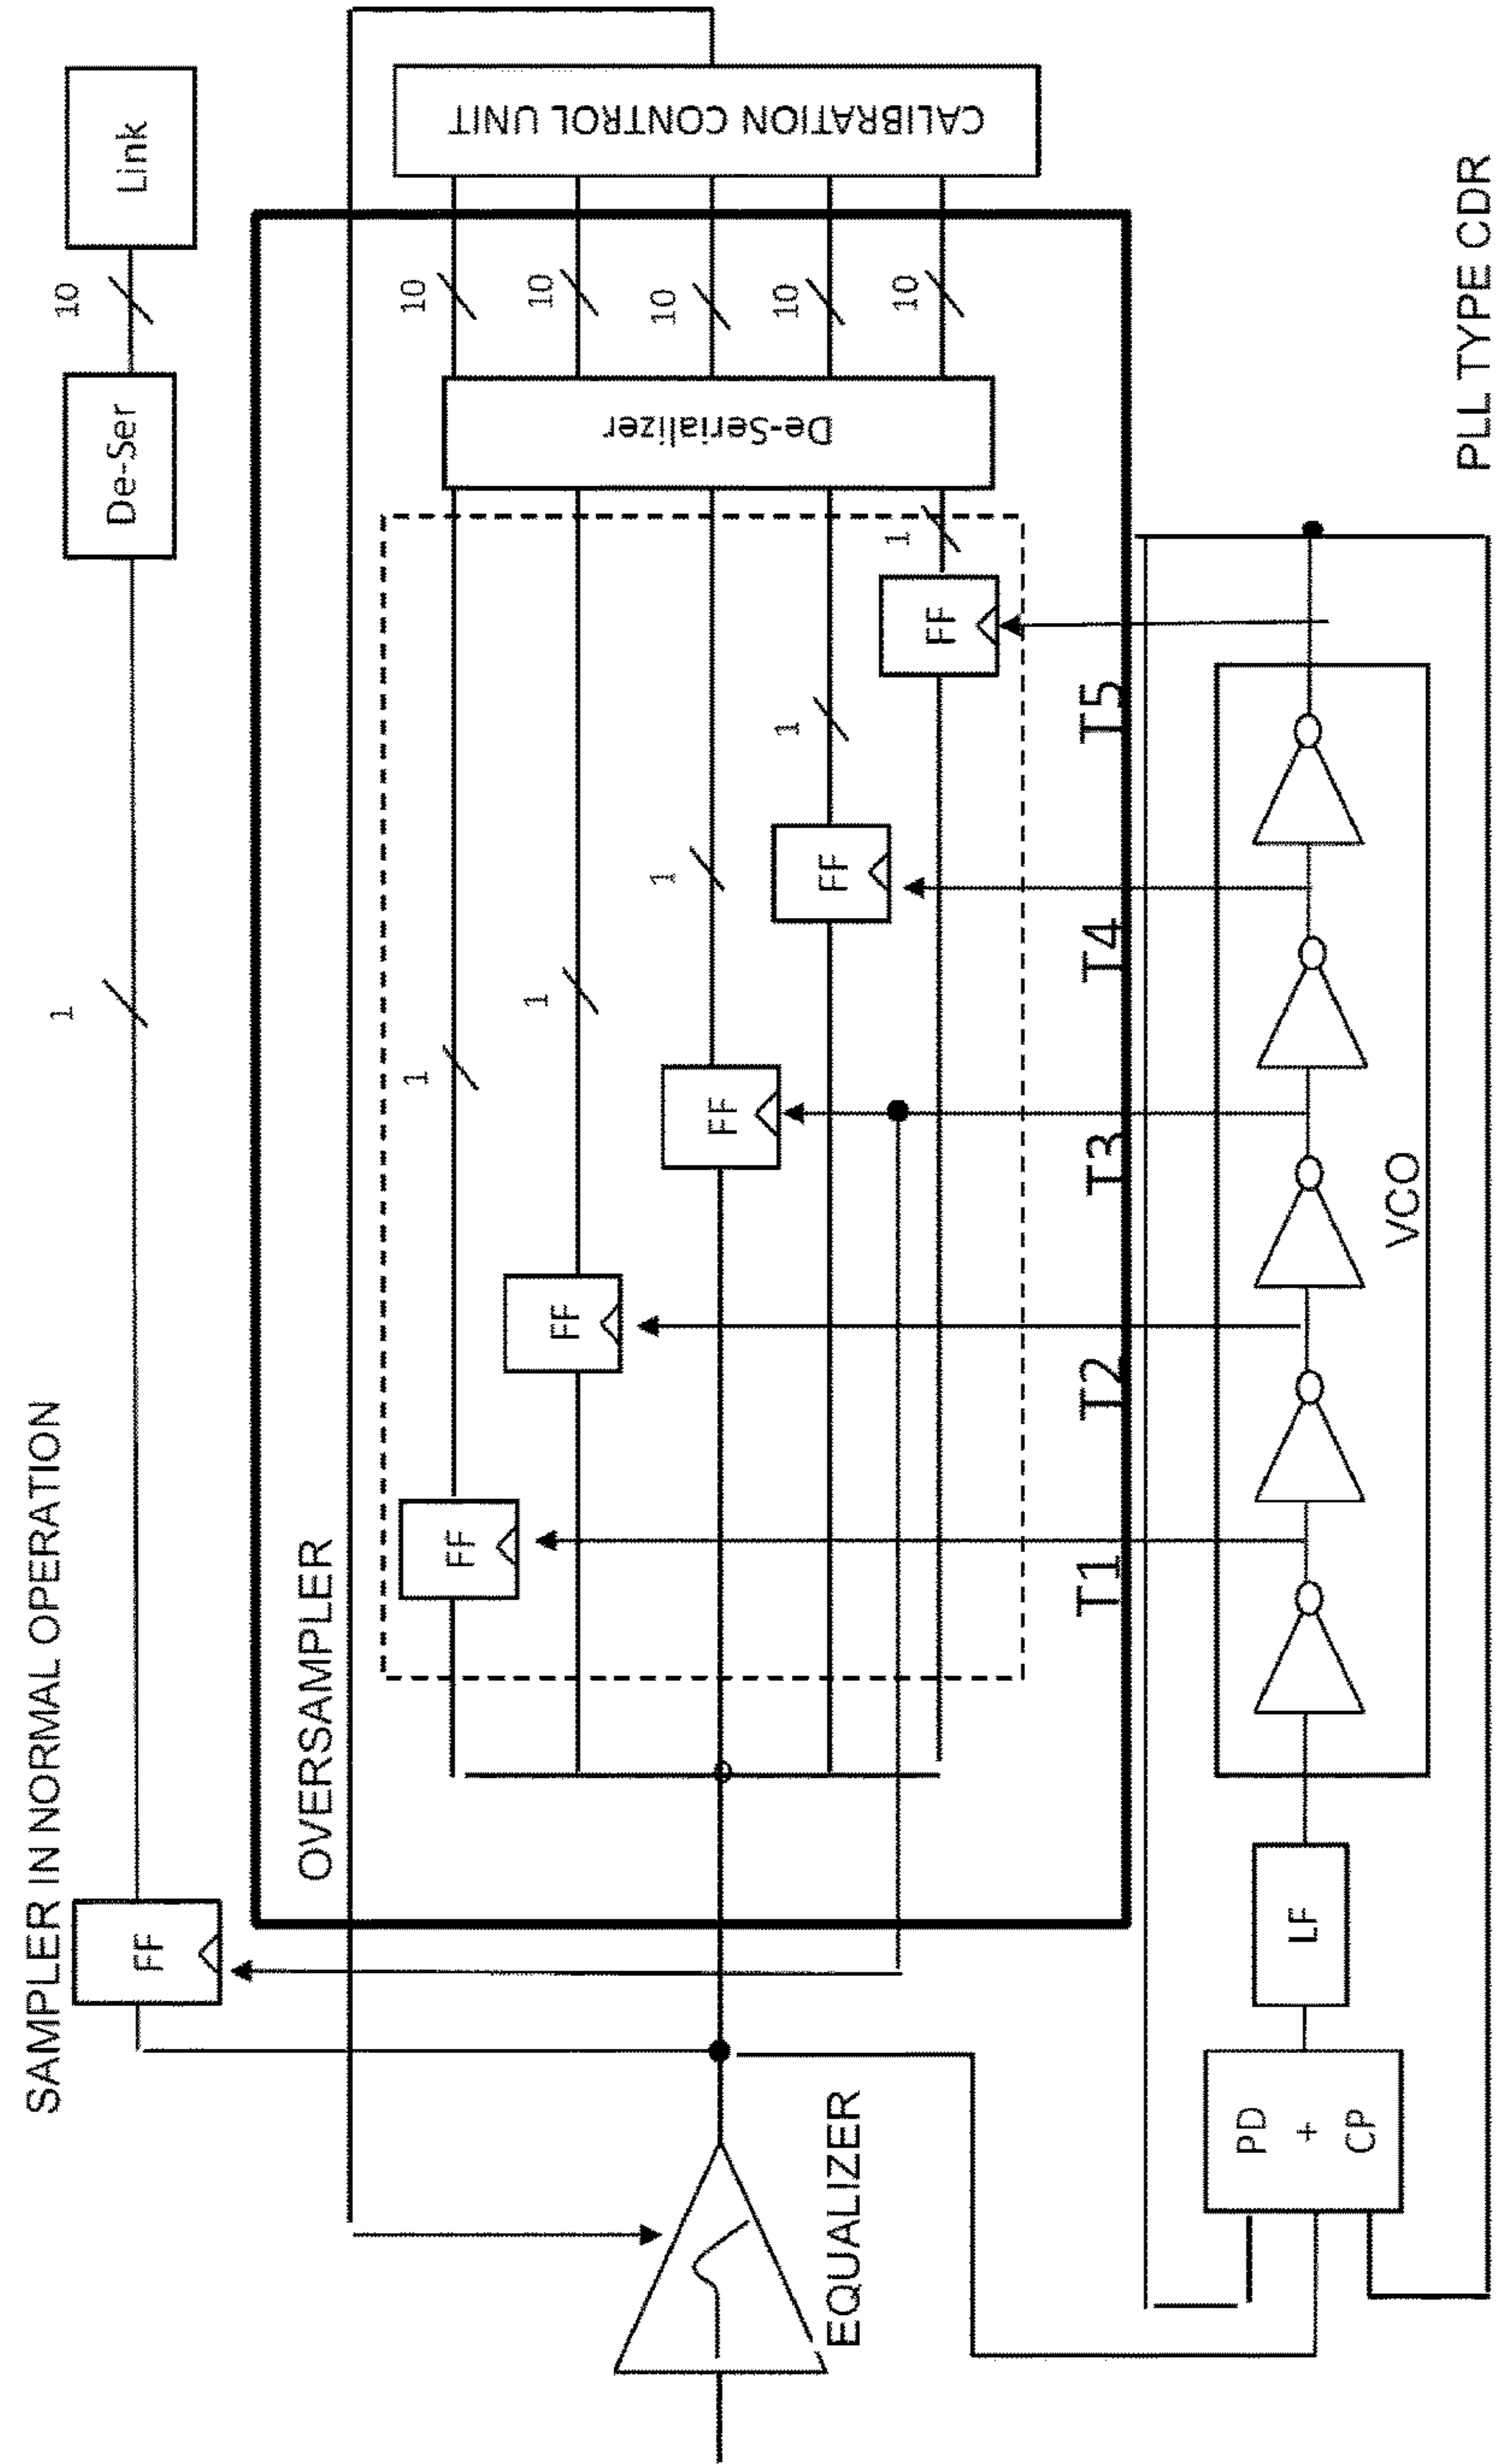 SAMPLER IN NORMAL OPERATION
FF
1
De-Ser
10
Link
OVERSAMPLER
FF
1
10
FF
1
10
FF
1
10
FF
1
10
FF
1
10
De-Serializer
CALIBRATION CONTROL UNIT
EQUALIZER
T1
T2
T3
T4
T5
PD
+
CP
LF
VCO
PLL TYPE CDR